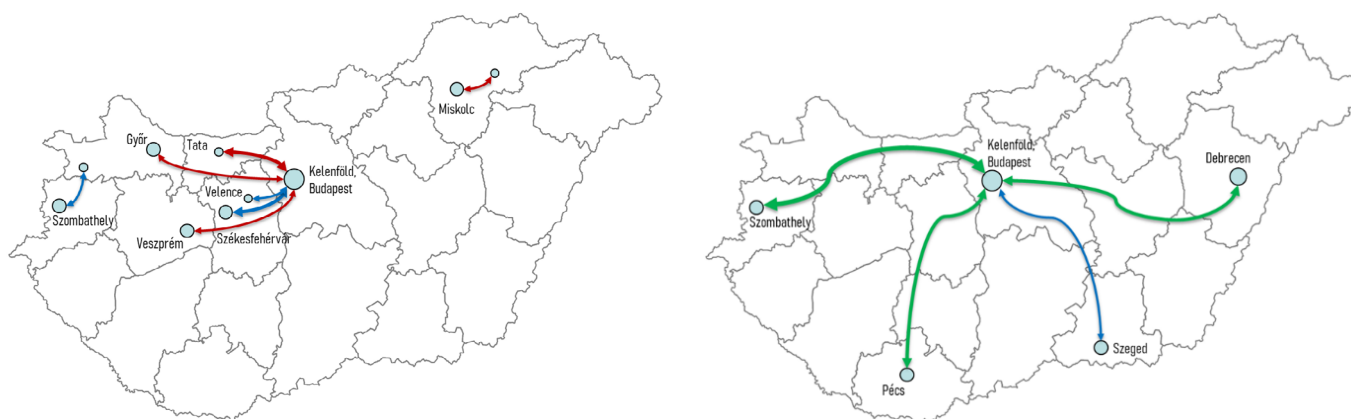 Miskolc
Győr
Tata
Kelenföld,
Budapest
Velence
Szombathely
Veszprém
Székesfehérvár
Kelenföld,
Budapest
Debrecen
Szombathely
Szeged
Pécs